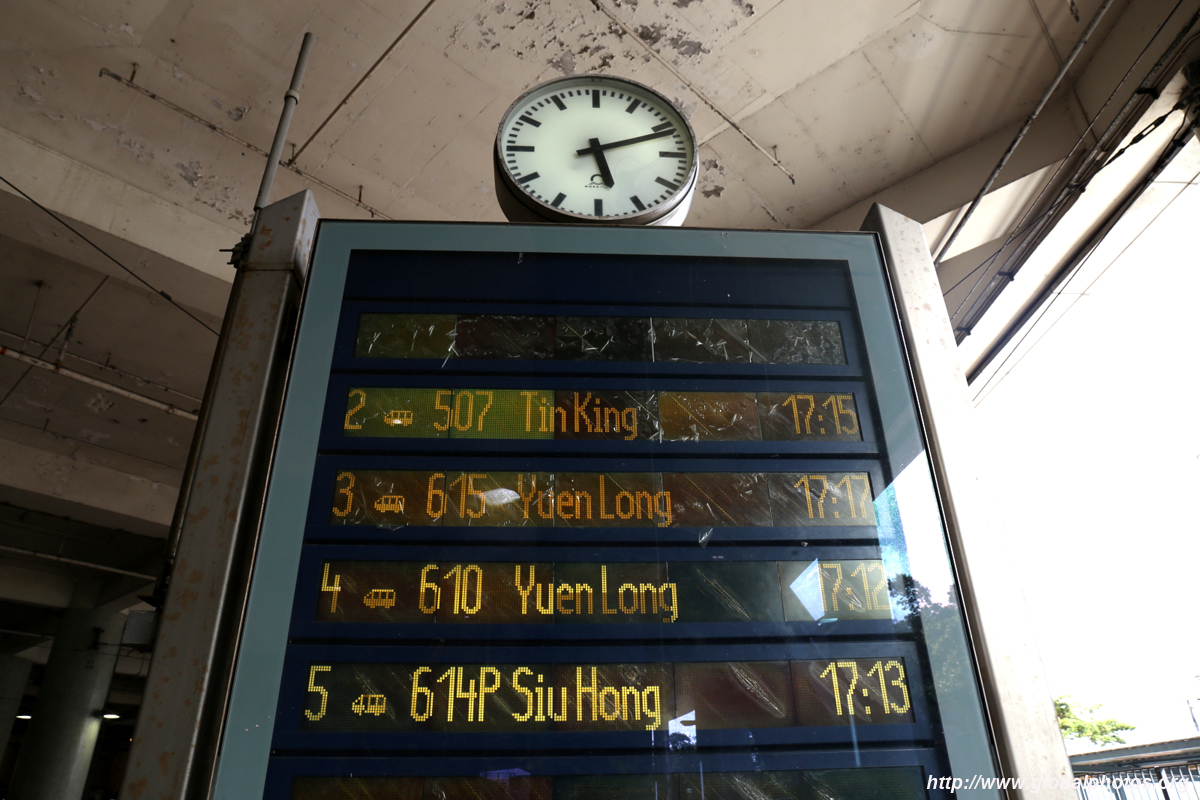 2 507 Tin King 17:15
3 615 Yuen Long 17:17
4 610 Yuen Long 17:12
5 614P Siu Hong 17:13
http://www.globalphotos.org